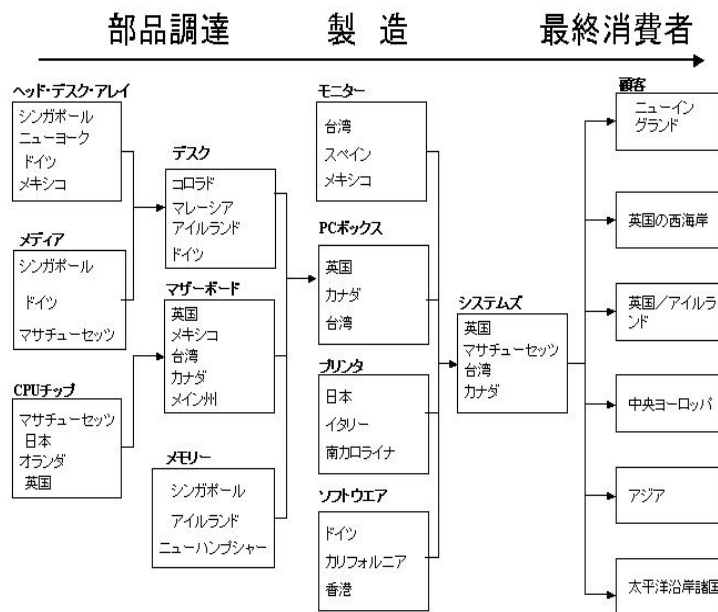 部品調達 製造 最終消費者
ヘッド・デスク・アレイ
シンガポール
ニューヨーク
ドイツ
メキシコ
メディア
シンガポール
ドイツ
マサチューセッツ
CPUチップ
マサチューセッツ
日本
オランダ
英国
デスク
コロラド
マレーシア
アイルランド
ドイツ
マザーボード
英国
メキシコ
台湾
カナダ
メイン州
メモリー
シンガポール
アイルランド
ニューハンプシャー
モニター
台湾
スペイン
メキシコ
PCボックス
英国
カナダ
台湾
プリンタ
日本
イタリー
南カロライナ
ソフトウエア
ドイツ
カリフォルニア
香港
システムズ
英国
マサチューセッツ
台湾
カナダ
顧客
ニューイン
グランド
英国の西海岸
英国/アイルラ
ンド
中央ヨーロッパ
アジア
太平洋沿岸諸国